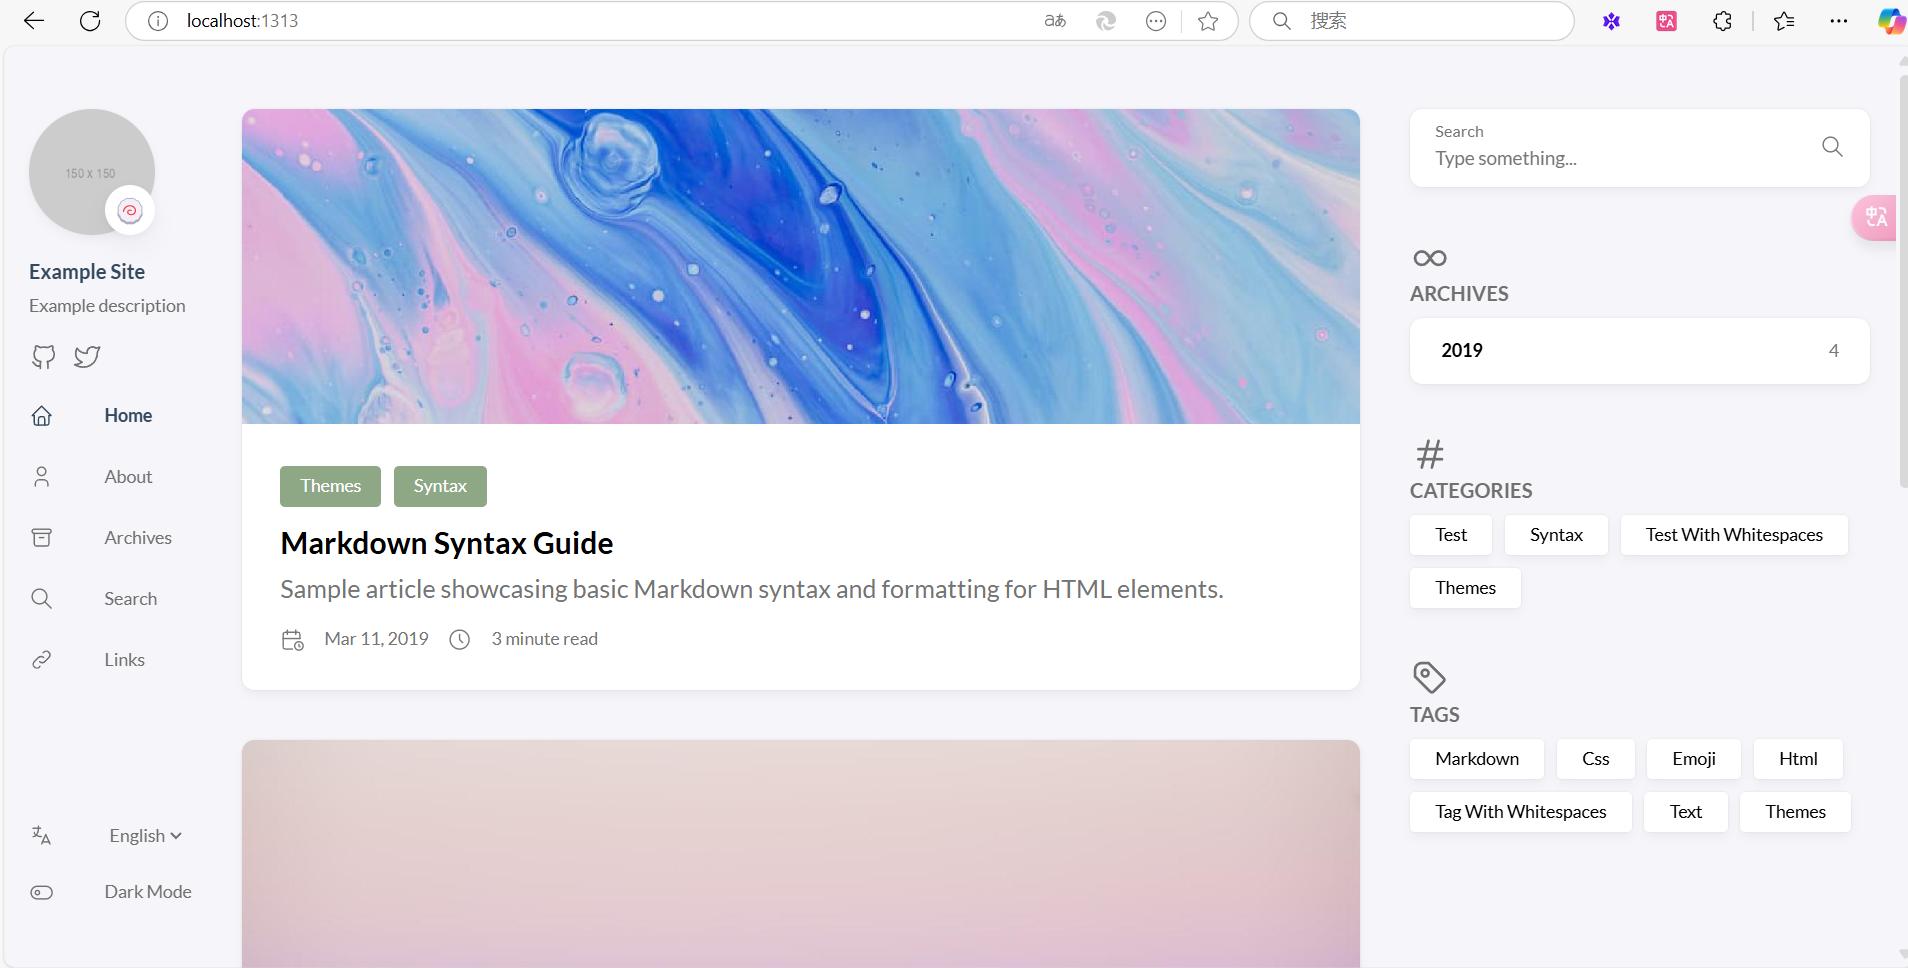 localhost:1313
搜索
150 x 150
Example Site
Example description
Home
About
Archives
Search
Links
English
Dark Mode
Themes
Syntax
Markdown Syntax Guide
Sample article showcasing basic Markdown syntax and formatting for HTML elements.
Mar 11, 2019
3 minute read
Search
Type something...
ARCHIVES
2019
4
CATEGORIES
Test
Syntax
Test With Whitespaces
Themes
TAGS
Markdown
Css
Emoji
Html
Tag With Whitespaces
Text
Themes